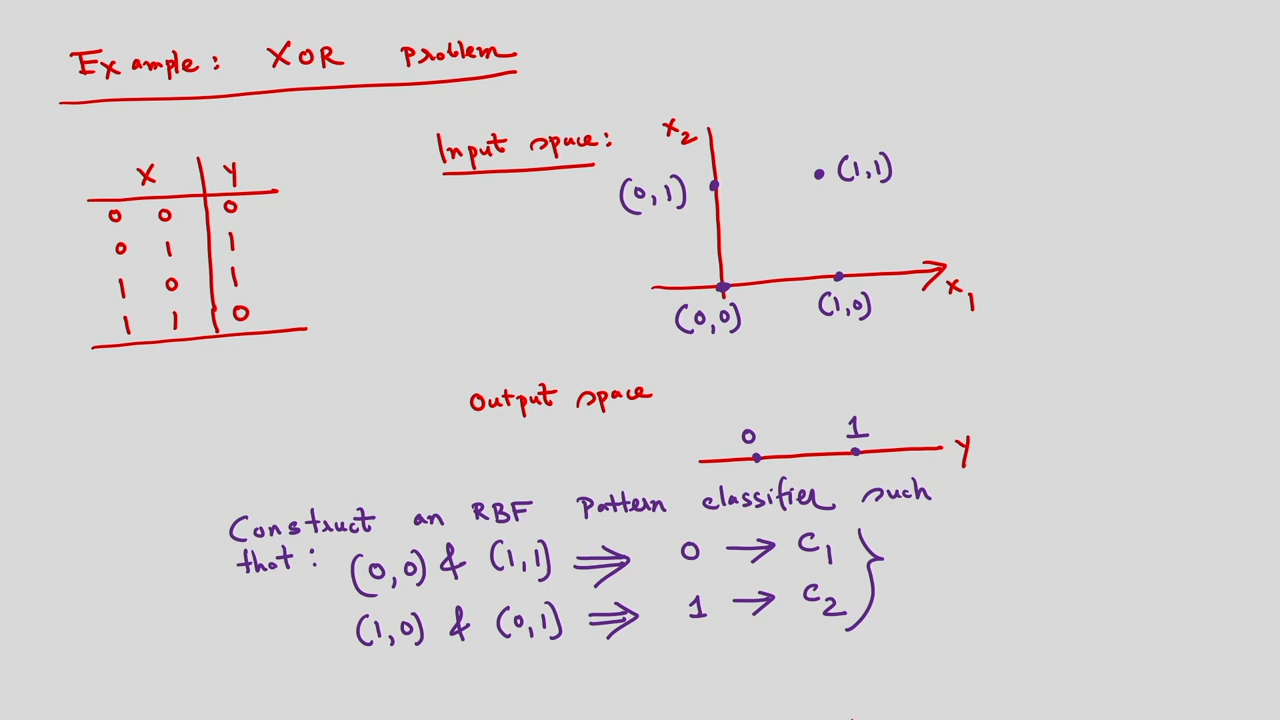 Example: XOR problem
X Y
0 0 0
0 1 1
1 0 1
1 1 0
Input space:
x2
(0,1)
(1,1)
(0,0)
(1,0)
x1
Output space
0 1
Y
Construct an RBF pattern classifier such
that: (0,0) & (1,1) ⇒ 0 → C1
(1,0) & (0,1) ⇒ 1 → C2